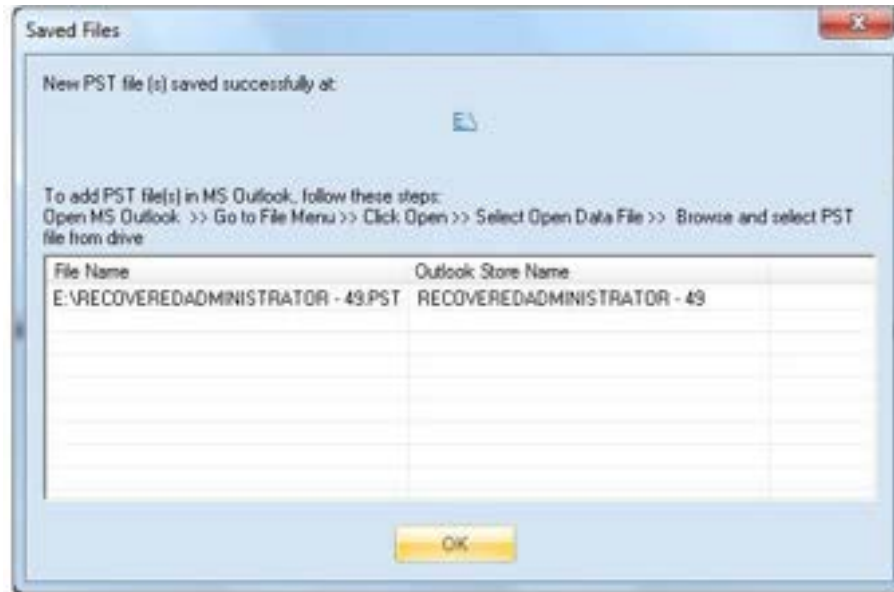 Saved Files
New PST file (s) saved successfully at:
E:\
To add PST file(s) in MS Outlook, follow these steps:
Open MS Outlook >> Go to File Menu >> Click Open >> Select Open Data File >> Browse and select PST
file from drive
File Name Outlook Store Name
E:\RECOVEREDADMINISTRATOR - 49.PST RECOVEREDADMINISTRATOR - 49
OK